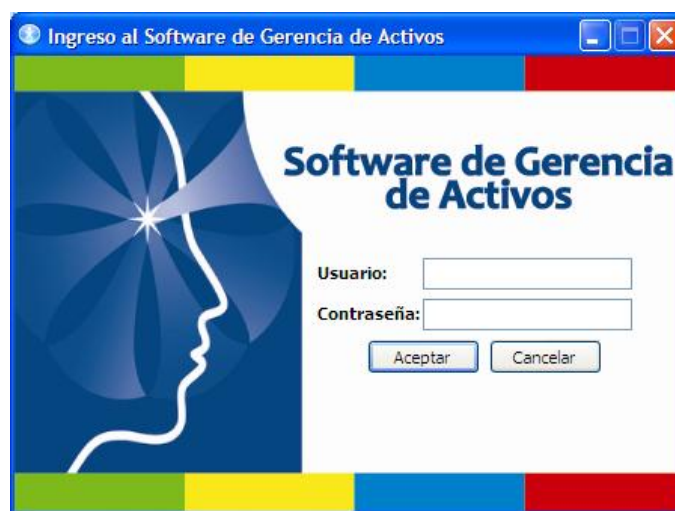 Ingreso al Software de Gerencia de Activos
Software de Gerencia
de Activos
Usuario:
Contraseña:
Aceptar Cancelar